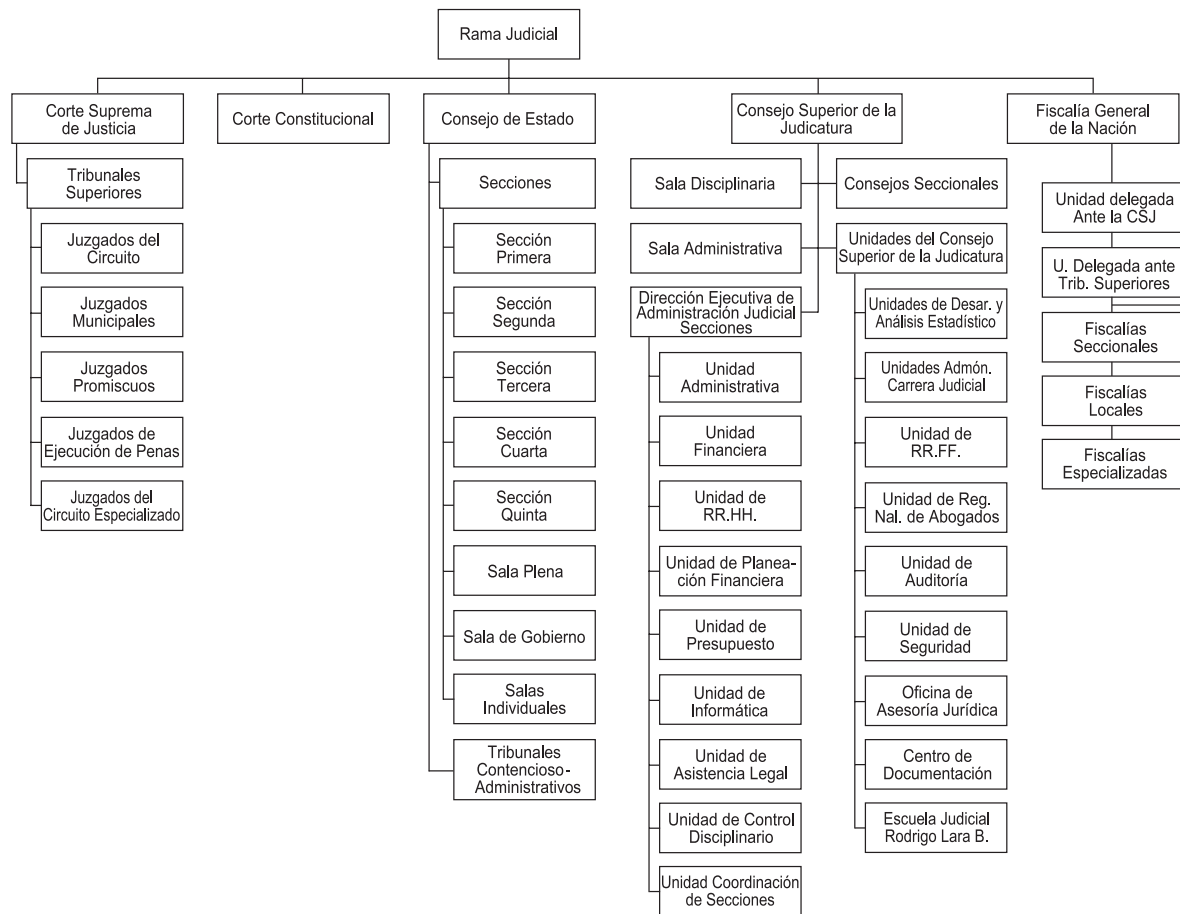 Rama Judicial
Corte Suprema
de Justicia
Corte Constitucional
Consejo de Estado
Consejo Superior de la
Judicatura
Fiscalía General
de la Nación
Tribunales
Superiores
Juzgados del
Circuito
Juzgados
Municipales
Juzgados
Promiscuos
Juzgados de
Ejecución de Penas
Juzgados del
Circuito Especializado
Secciones
Sección
Primera
Sección
Segunda
Sección
Tercera
Sección
Cuarta
Sección
Quinta
Sala Plena
Sala de Gobierno
Salas
Individuales
Tribunales
Contencioso-
Administrativos
Sala Disciplinaria
Sala Administrativa
Dirección Ejecutiva de
Administración Judicial
Secciones
Unidad
Administrativa
Unidad
Financiera
Unidad de
RR.HH.
Unidad de Planea-
ción Financiera
Unidad de
Presupuesto
Unidad de
Informática
Unidad de
Asistencia Legal
Unidad de Control
Disciplinario
Unidad Coordinación
de Secciones
Consejos Seccionales
Unidades del Consejo
Superior de la Judicatura
Unidades de Desar. y
Análisis Estadístico
Unidades Admón.
Carrera Judicial
Unidad de
RR.FF.
Unidad de Reg.
Nal. de Abogados
Unidad de
Auditoría
Unidad de
Seguridad
Oficina de
Asesoría Jurídica
Centro de
Documentación
Escuela Judicial
Rodrigo Lara B.
Unidad delegada
Ante la CSJ
U. Delegada ante
Trib. Superiores
Fiscalías
Seccionales
Fiscalías
Locales
Fiscalías
Especializadas